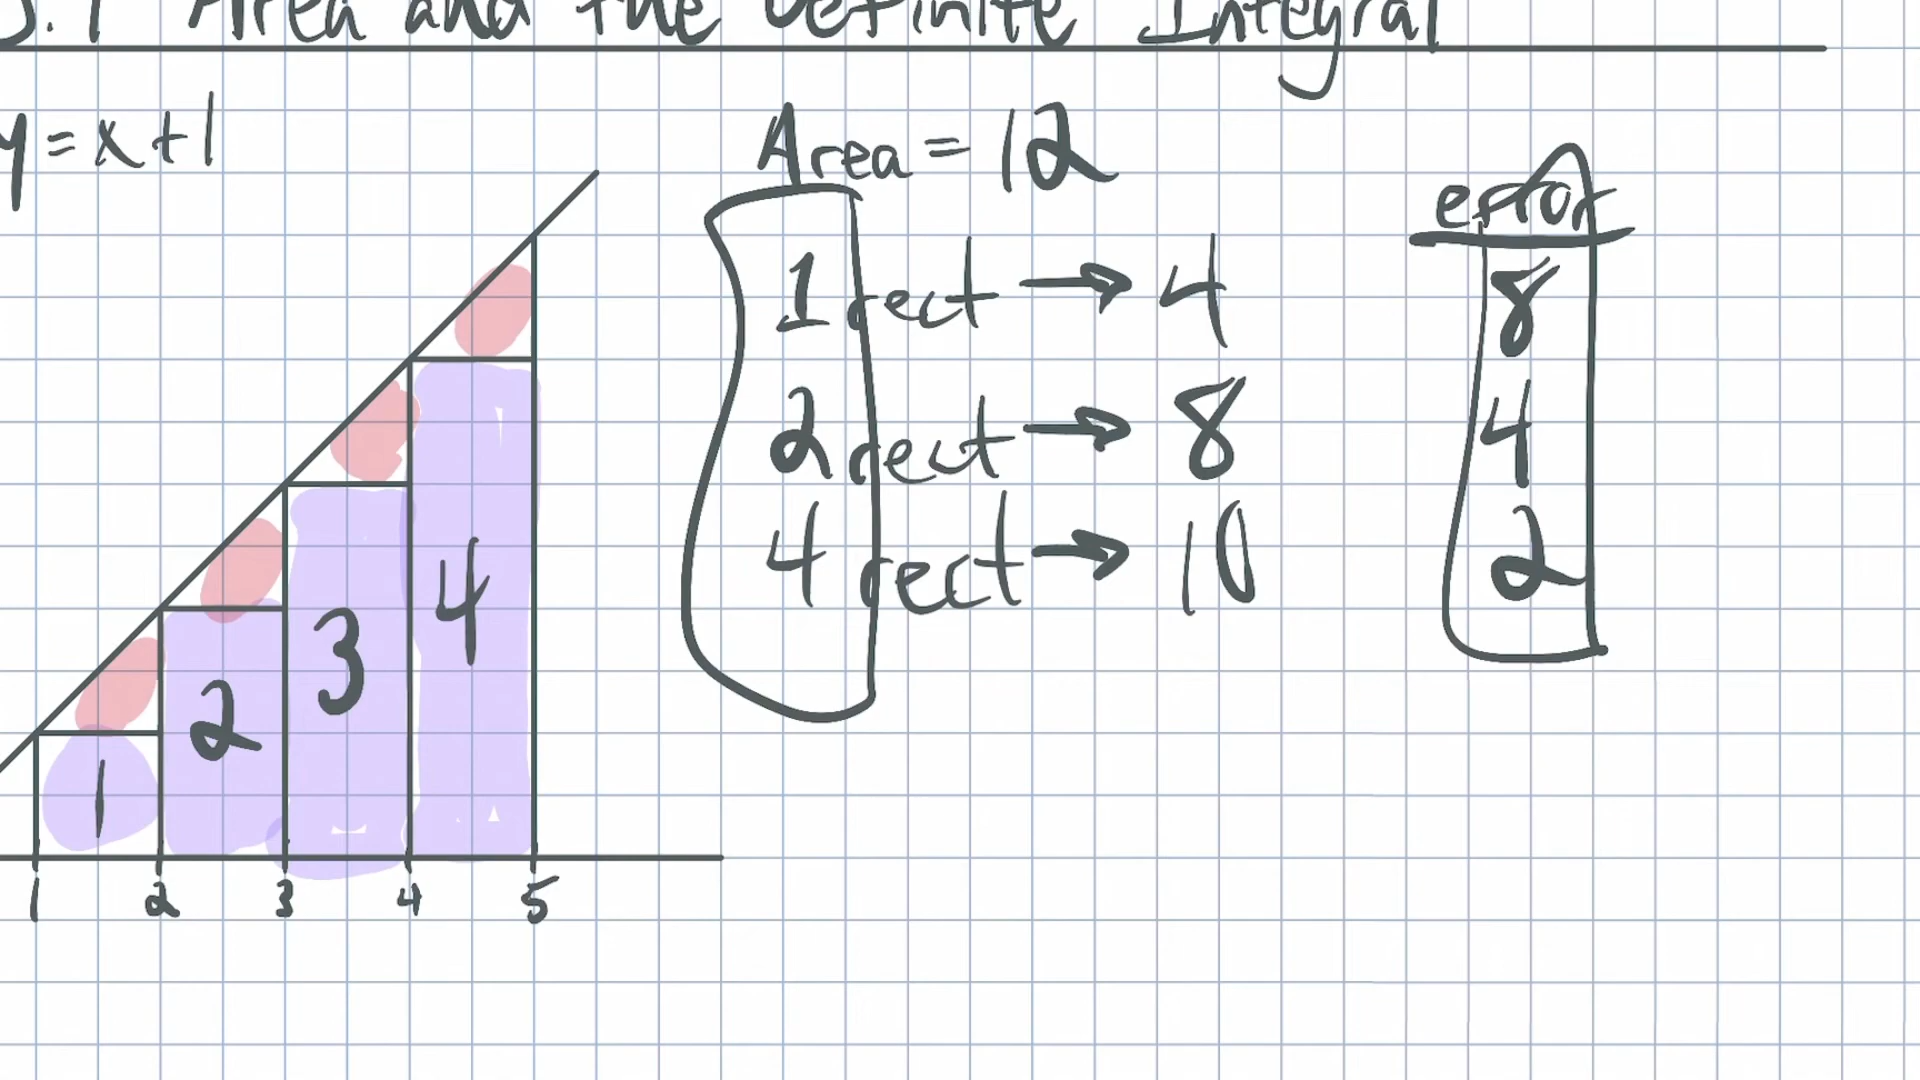 Area and the Definite Integral
y = x + 1
Area = 12
error
1 rect → 4
8
2 rect → 8
4
4 rect → 10
2
1
2
3
4
1 2 3 4 5